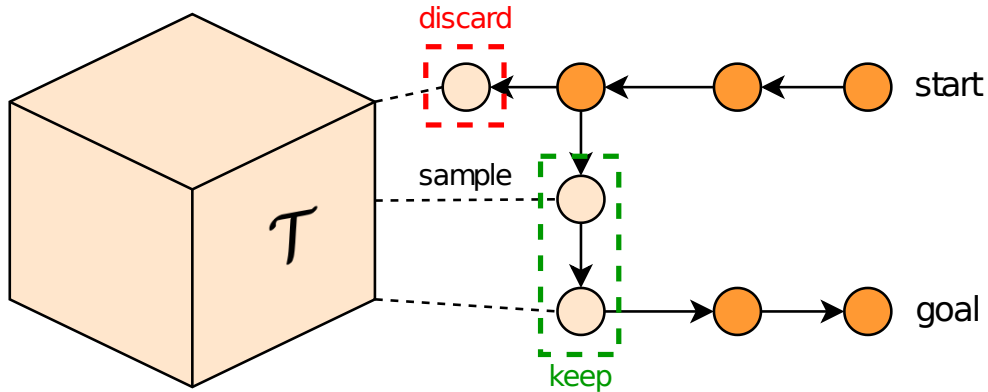 discard
start
sample
𝒯
goal
keep